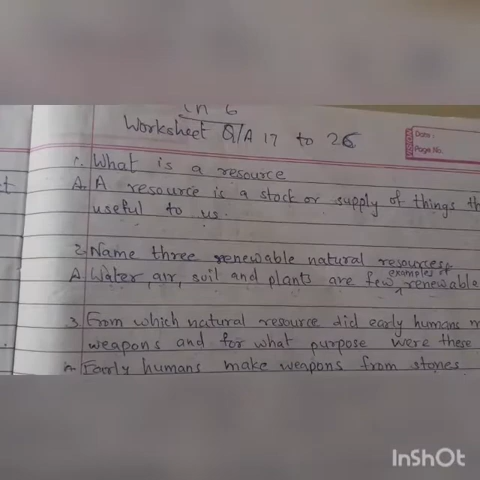 Ch 6
Worksheet Q/A 17 to 26
Date:
Page No.
1. What is a resource
A. A resource is a stock or supply of things th
useful to us.
2. Name three renewable natural resources
A. Water, air, soil and plants are few examples of renewable
3 From which natural resource did early humans m
weapons and for what purpose were these
A. Early humans make weapons from stones
InShOt